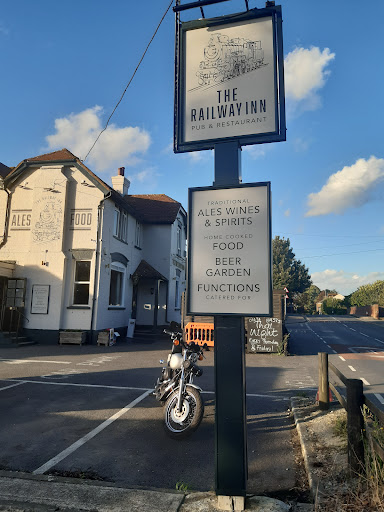 THE
RAILWAY INN
PUB & RESTAURANT
TRADITIONAL
ALES WINES
& SPIRITS
HOME COOKED
FOOD
BEER
GARDEN
FUNCTIONS
CATERED FOR
ALES
FOOD
Night